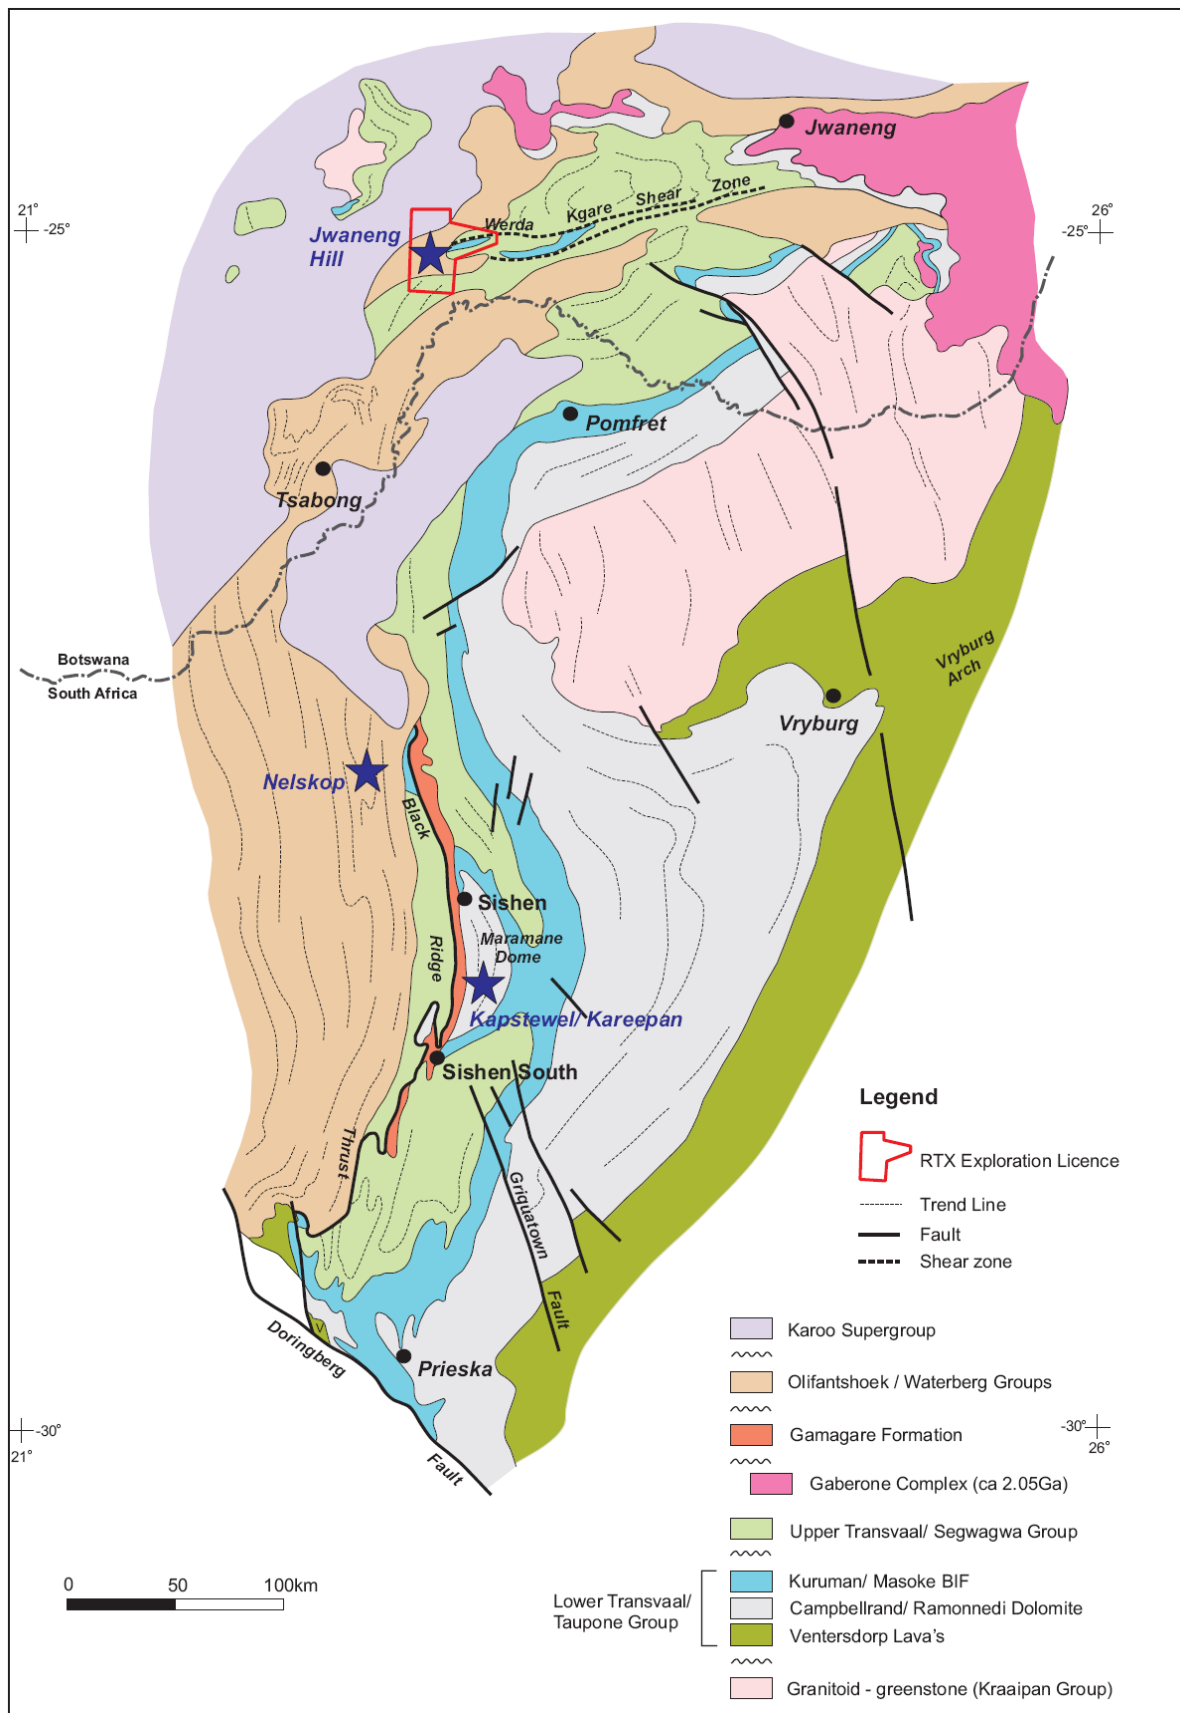 Jwaneng
21°
-25°
26°
-25°
Werda
Kgare
Shear
Zone
Jwaneng
Hill
Pomfret
Tsabong
Botswana
South Africa
Vryburg
Arch
Vryburg
Nelskop
Black
Ridge
Thrust
Sishen
Maramane
Dome
Kapstewel/ Kareepan
Sishen South
Griquatown
Fault
Doringberg
Fault
V
Prieska
-30°
21°
-30°
26°
Legend
RTX Exploration Licence
Trend Line
Fault
Shear zone
Karoo Supergroup
Olifantshoek / Waterberg Groups
Gamagare Formation
Gaberone Complex (ca 2.05Ga)
Upper Transvaal/ Segwagwa Group
Lower Transvaal/
Taupone Group
Kuruman/ Masoke BIF
Campbellrand/ Ramonnedi Dolomite
Ventersdorp Lava's
Granitoid - greenstone (Kraaipan Group)
0 50 100km